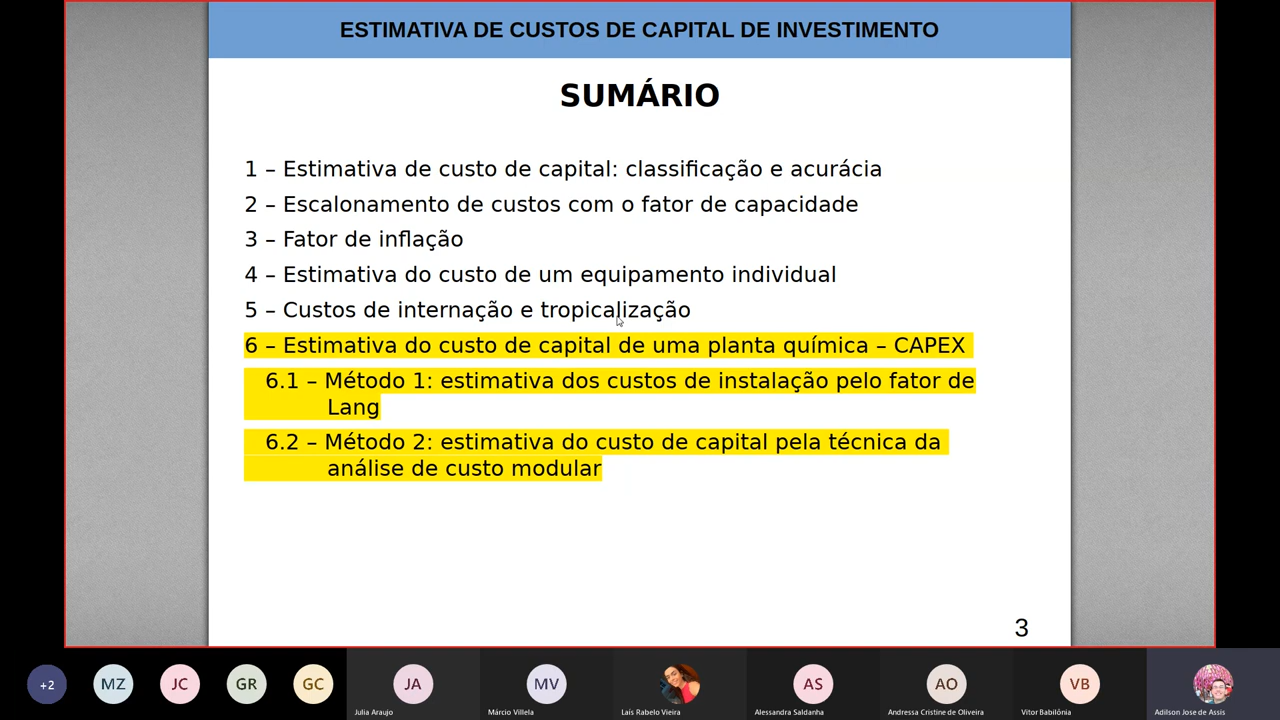 ESTIMATIVA DE CUSTOS DE CAPITAL DE INVESTIMENTO
SUMÁRIO
1 – Estimativa de custo de capital: classificação e acurácia
2 – Escalonamento de custos com o fator de capacidade
3 – Fator de inflação
4 – Estimativa do custo de um equipamento individual
5 – Custos de internação e tropicalização
6 – Estimativa do custo de capital de uma planta química – CAPEX
6.1 – Método 1: estimativa dos custos de instalação pelo fator de
Lang
6.2 – Método 2: estimativa do custo de capital pela técnica da
análise de custo modular
3
+2
MZ
JC
GR
GC
JA
MV
AS
AO
VB
Julia Araujo
Márcio Villela
Laís Rabelo Vieira
Alessandra Saldanha
Andressa Cristine de Oliveira
Vitor Babilônia
Adilson Jose de Assis